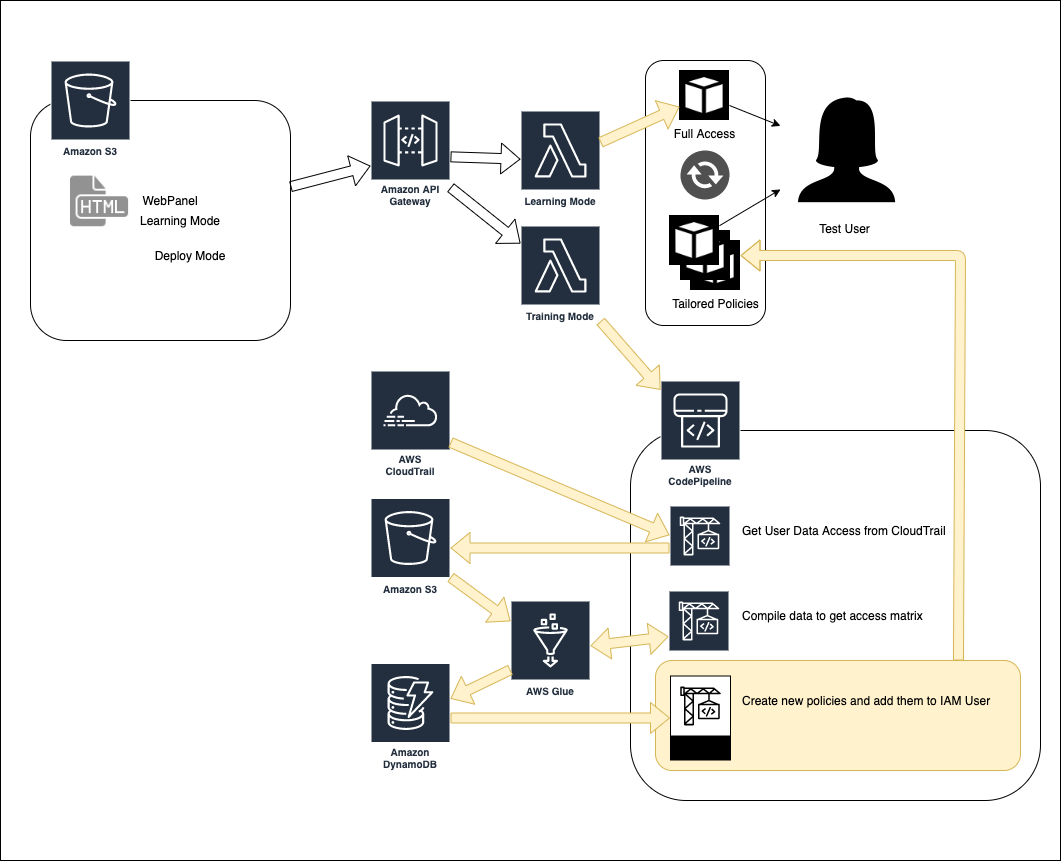 Amazon S3
HTML
WebPanel
Learning Mode
Deploy Mode
Amazon API
Gateway
Learning Mode
Training Mode
Full Access
Tailored Policies
Test User
AWS
CodePipeline
AWS
CloudTrail
Get User Data Access from CloudTrail
Amazon S3
Compile data to get access matrix
AWS Glue
Create new policies and add them to IAM User
Amazon
DynamoDB